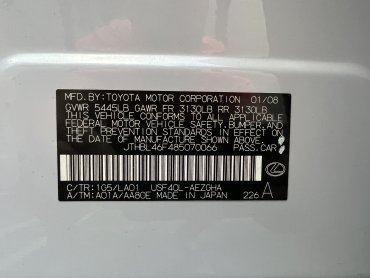 MFD. BY: TOYOTA MOTOR CORPORATION 01/08
GVWR 5445LB GAWR FR 3130LB RR 3130LB
THIS VEHICLE CONFORMS TO ALL APPLICABLE
FEDERAL MOTOR VEHICLE SAFETY, BUMPER, AND
THEFT PREVENTION STANDARDS IN EFFECT ON
THE DATE OF MANUFACTURE SHOWN ABOVE.
JTHBL46F485070066 PASS. CAR
C/TR: 1G5/LA01 USF40L-AEZGHA
A/TM: A01A/AA80E MADE IN JAPAN 226 A